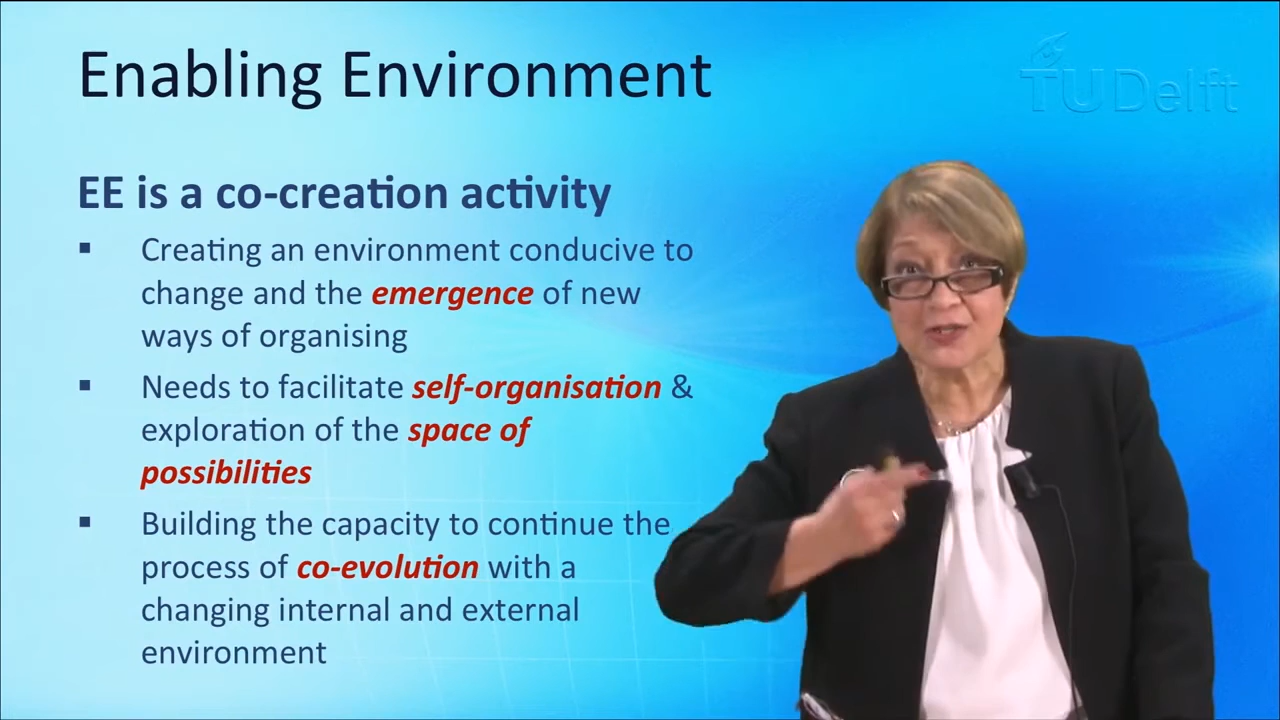 Enabling Environment
TU Delft
EE is a co-creation activity
▪ Creating an environment conducive to
change and the emergence of new
ways of organising
▪ Needs to facilitate self-organisation &
exploration of the space of
possibilities
▪ Building the capacity to continue the
process of co-evolution with a
changing internal and external
environment